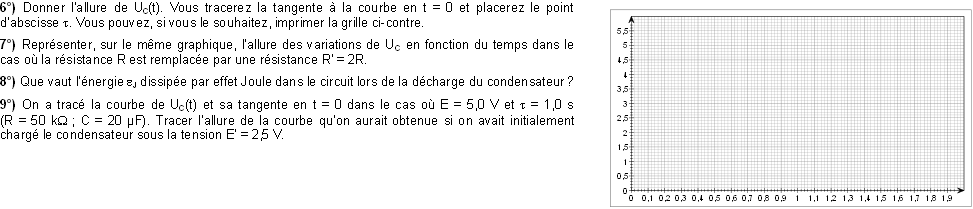 6°) Donner l'allure de UC(t). Vous tracerez la tangente à la courbe en t = 0 et placerez le point
d'abscisse τ. Vous pouvez, si vous le souhaitez, imprimer la grille ci-contre.
7°) Représenter, sur le même graphique, l'allure des variations de UC en fonction du temps dans le
cas où la résistance R est remplacée par une résistance R' = 2R.
8°) Que vaut l'énergie εJ dissipée par effet Joule dans le circuit lors de la décharge du condensateur ?
9°) On a tracé la courbe de UC(t) et sa tangente en t = 0 dans le cas où E = 5,0 V et τ = 1,0 s
(R = 50 kΩ ; C = 20 µF). Tracer l'allure de la courbe qu'on aurait obtenue si on avait initialement
chargé le condensateur sous la tension E' = 2,5 V.
5,5
5
4,5
4
3,5
3
2,5
2
1,5
1
0,5
0
0 0,1 0,2 0,3 0,4 0,5 0,6 0,7 0,8 0,9 1 1,1 1,2 1,3 1,4 1,5 1,6 1,7 1,8 1,9